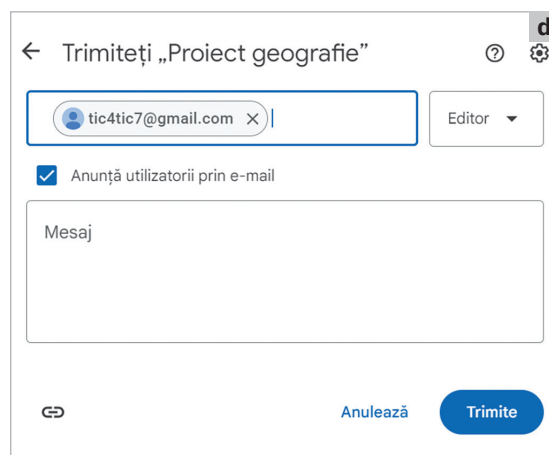 d
Trimiteți „Proiect geografie”
tic4tic7@gmail.com
Editor
Anunță utilizatorii prin e-mail
Mesaj
Anulează
Trimite